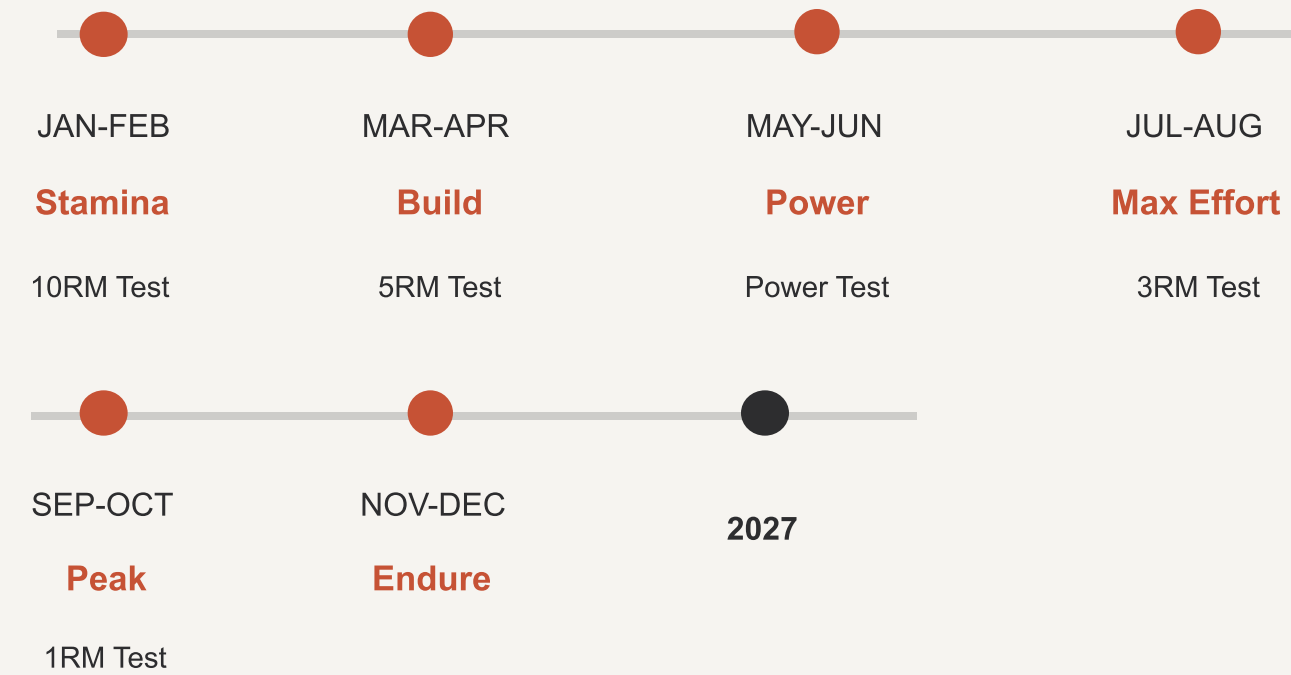 JAN-FEB
Stamina
10RM Test
MAR-APR
Build
5RM Test
MAY-JUN
Power
Power Test
JUL-AUG
Max Effort
3RM Test
SEP-OCT
Peak
1RM Test
NOV-DEC
Endure
2027